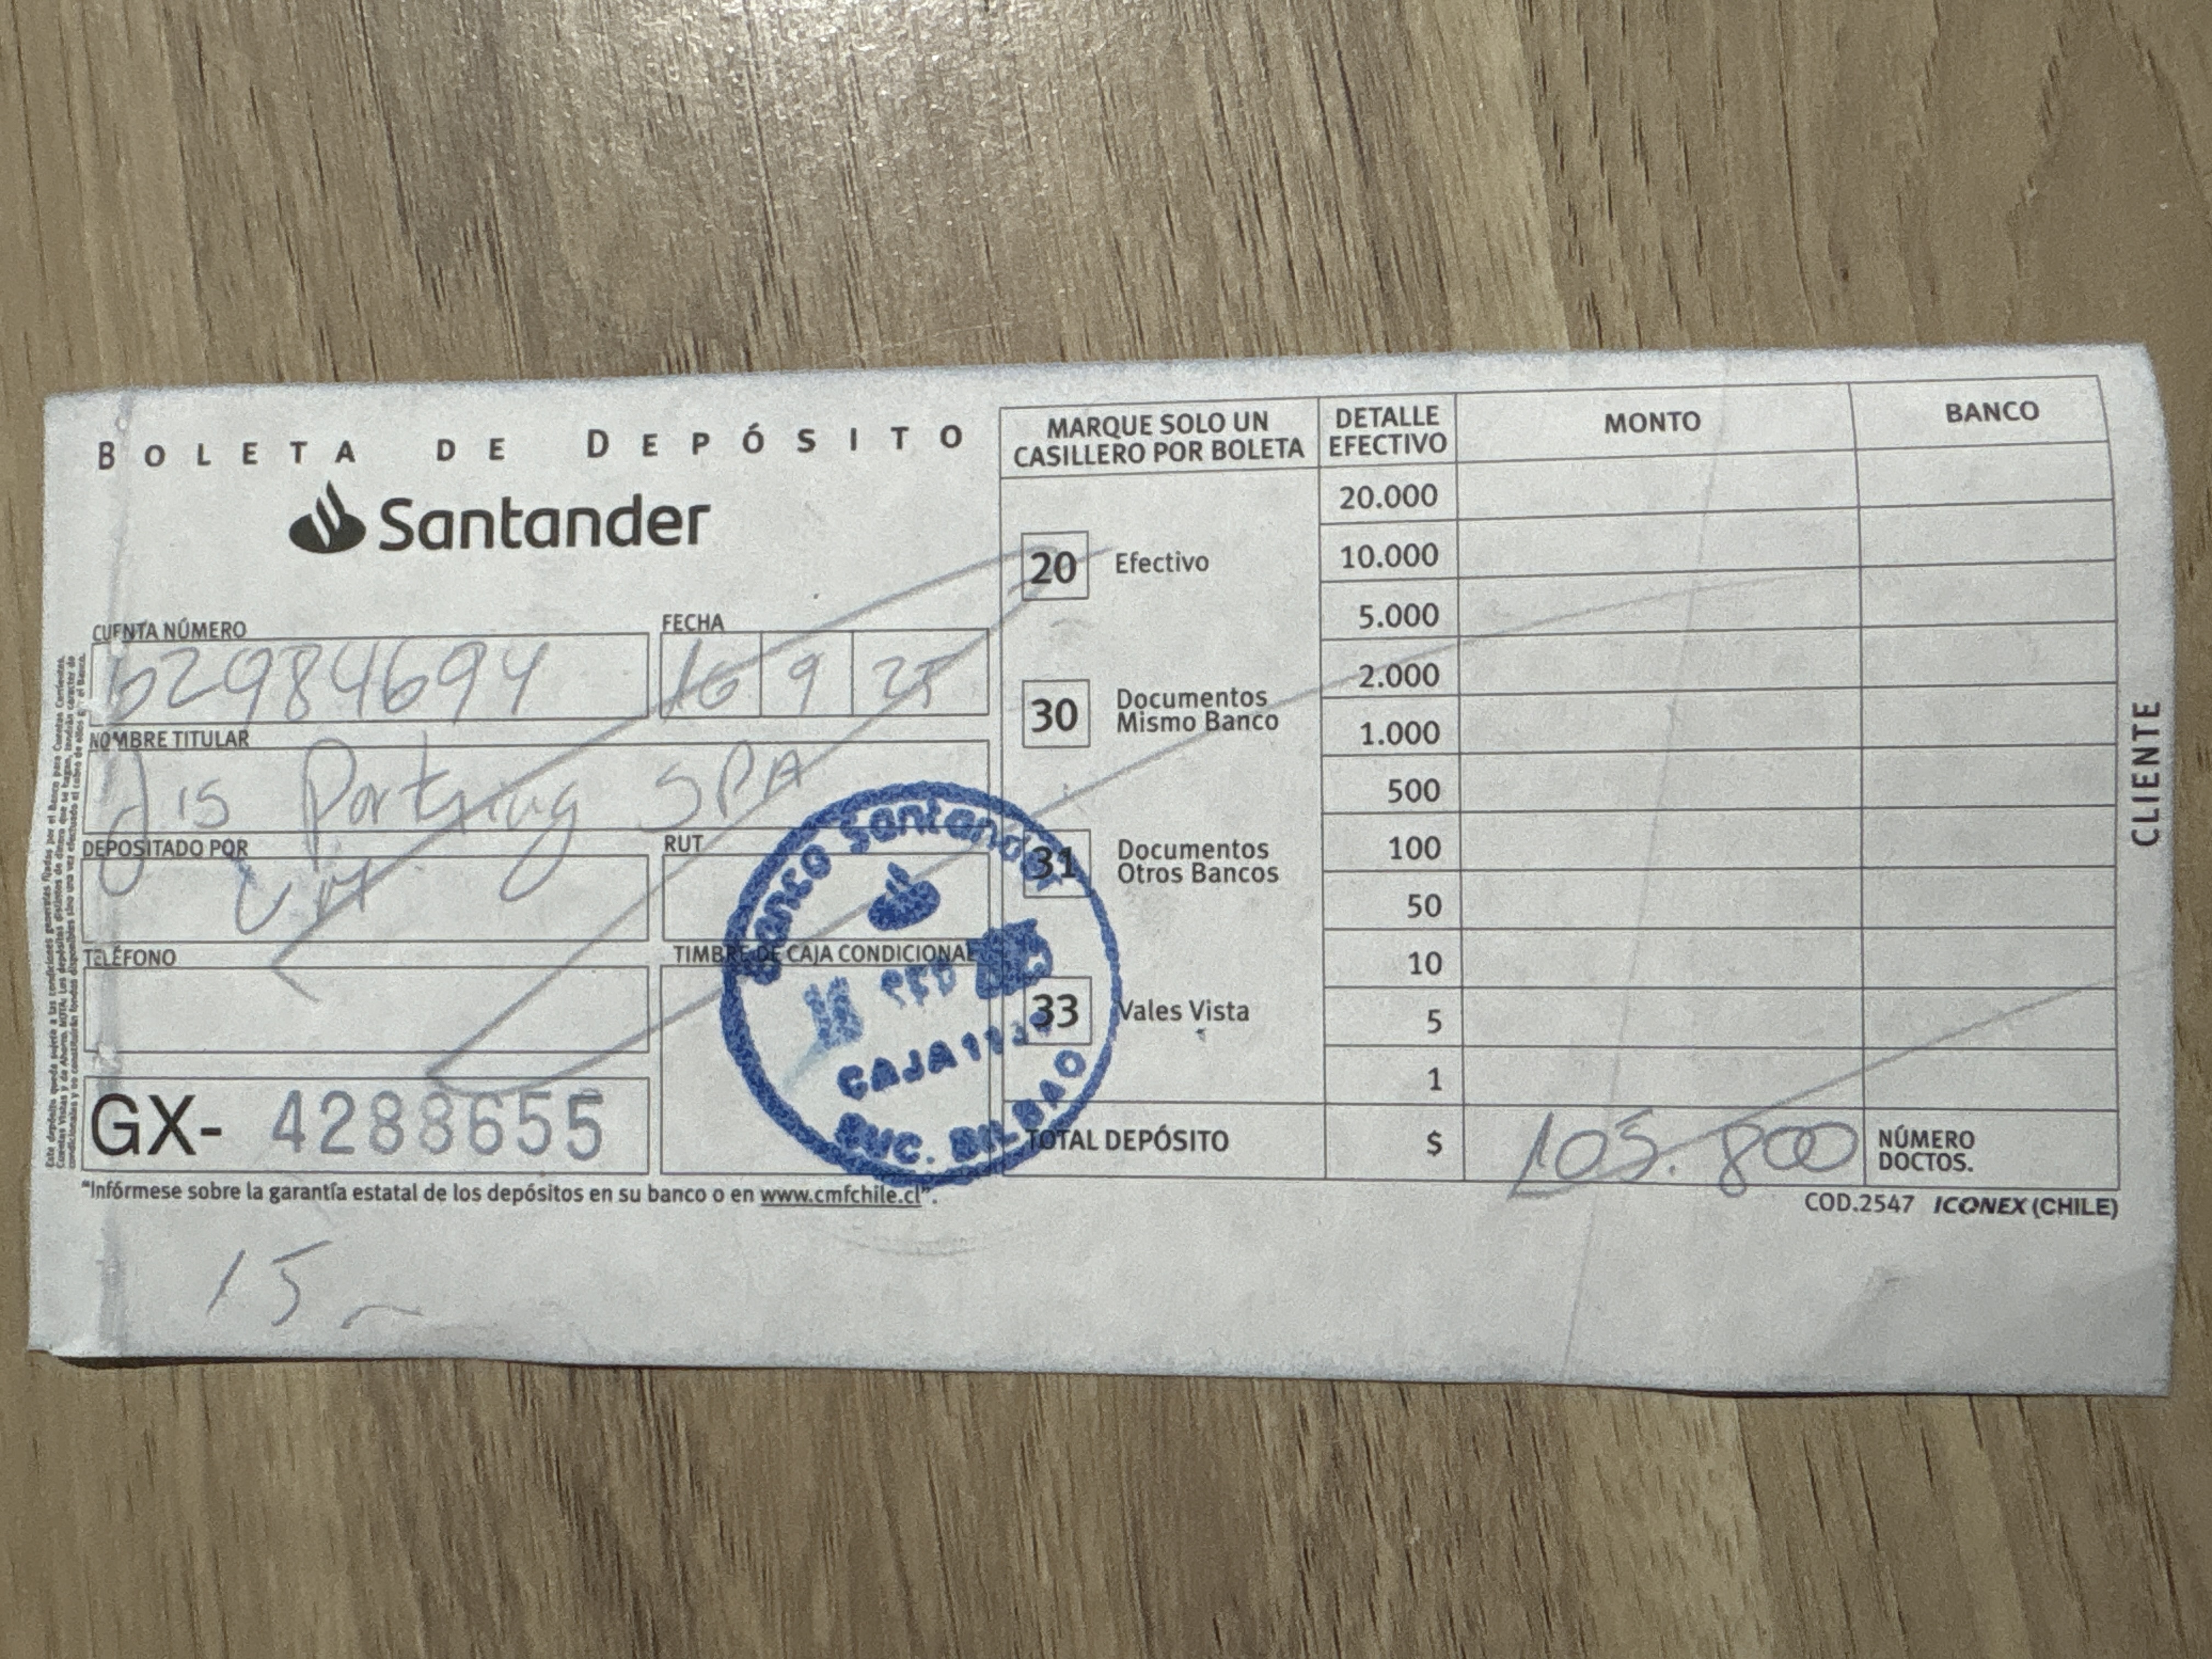 BOLETA DE DEPÓSITO
Santander
CUENTA NÚMERO
62984694
FECHA
16 9 25
NOMBRE TITULAR
Jis Parking SPA
DEPOSITADO POR
RUT
TELÉFONO
TIMBRE DE CAJA CONDICIONAL
GX- 4288655
"Infórmese sobre la garantía estatal de los depósitos en su banco o en www.cmfchile.cl".
15
Banco Santander
CAJA
SUC. BILBAO
MARQUE SOLO UN
CASILLERO POR BOLETA
20 Efectivo
30 Documentos
Mismo Banco
31 Documentos
Otros Bancos
33 Vales Vista
DETALLE
EFECTIVO
MONTO
BANCO
20.000
10.000
5.000
2.000
1.000
500
100
50
10
5
1
TOTAL DEPÓSITO $ 105.800
NÚMERO
DOCTOS.
COD.2547 ICONEX (CHILE)
CLIENTE